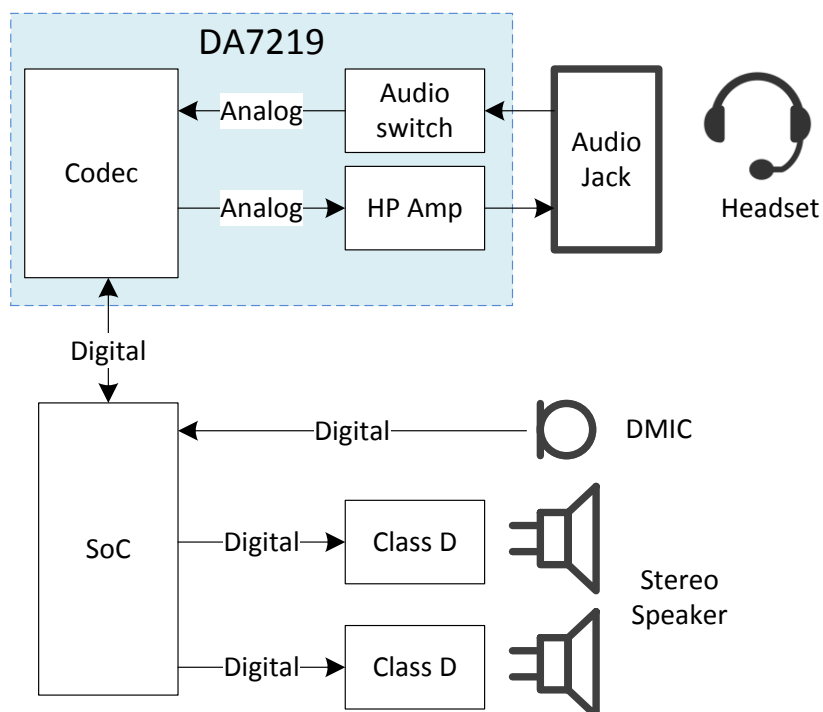 DA7219
Codec
Analog
Audio
switch
Audio
Jack
Headset
Analog
HP Amp
Digital
SoC
Digital
DMIC
Digital
Class D
Stereo
Speaker
Digital
Class D